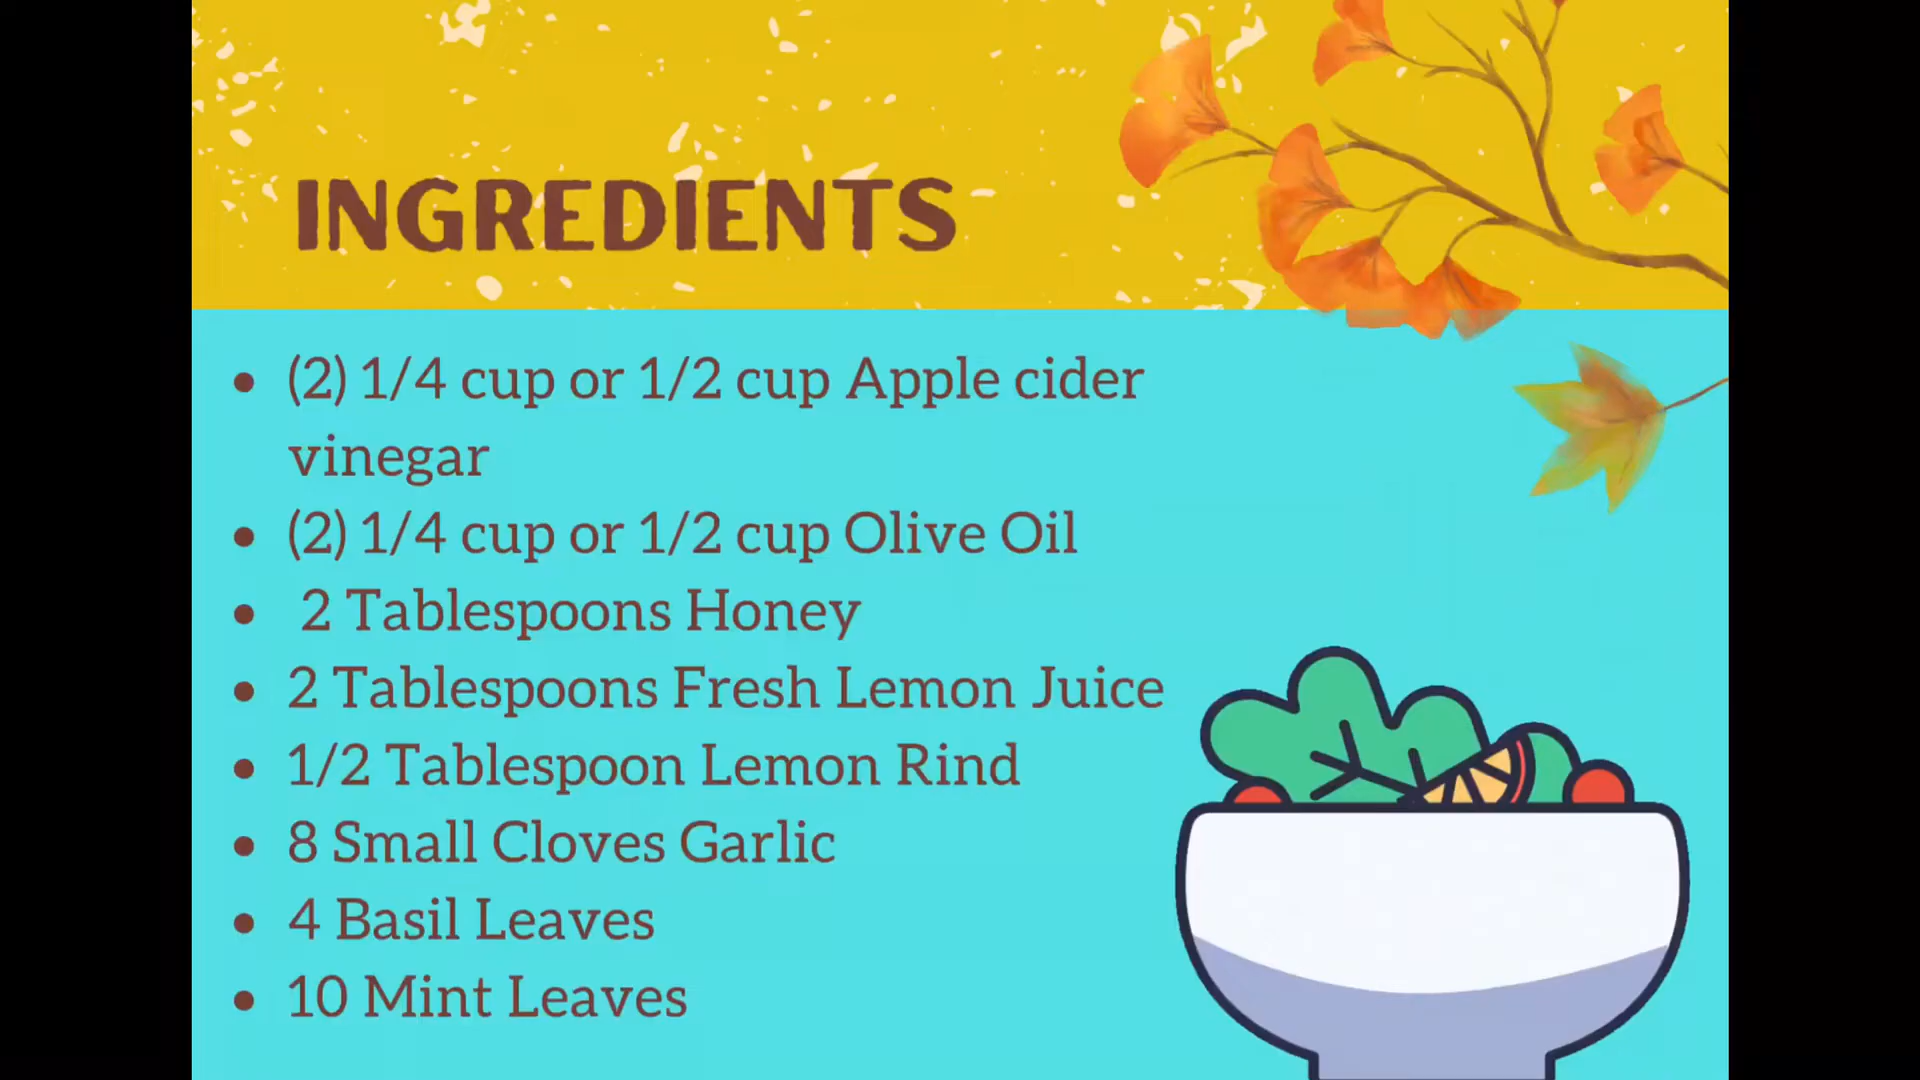 INGREDIENTS
• (2) 1/4 cup or 1/2 cup Apple cider
vinegar
• (2) 1/4 cup or 1/2 cup Olive Oil
• 2 Tablespoons Honey
• 2 Tablespoons Fresh Lemon Juice
• 1/2 Tablespoon Lemon Rind
• 8 Small Cloves Garlic
• 4 Basil Leaves
• 10 Mint Leaves